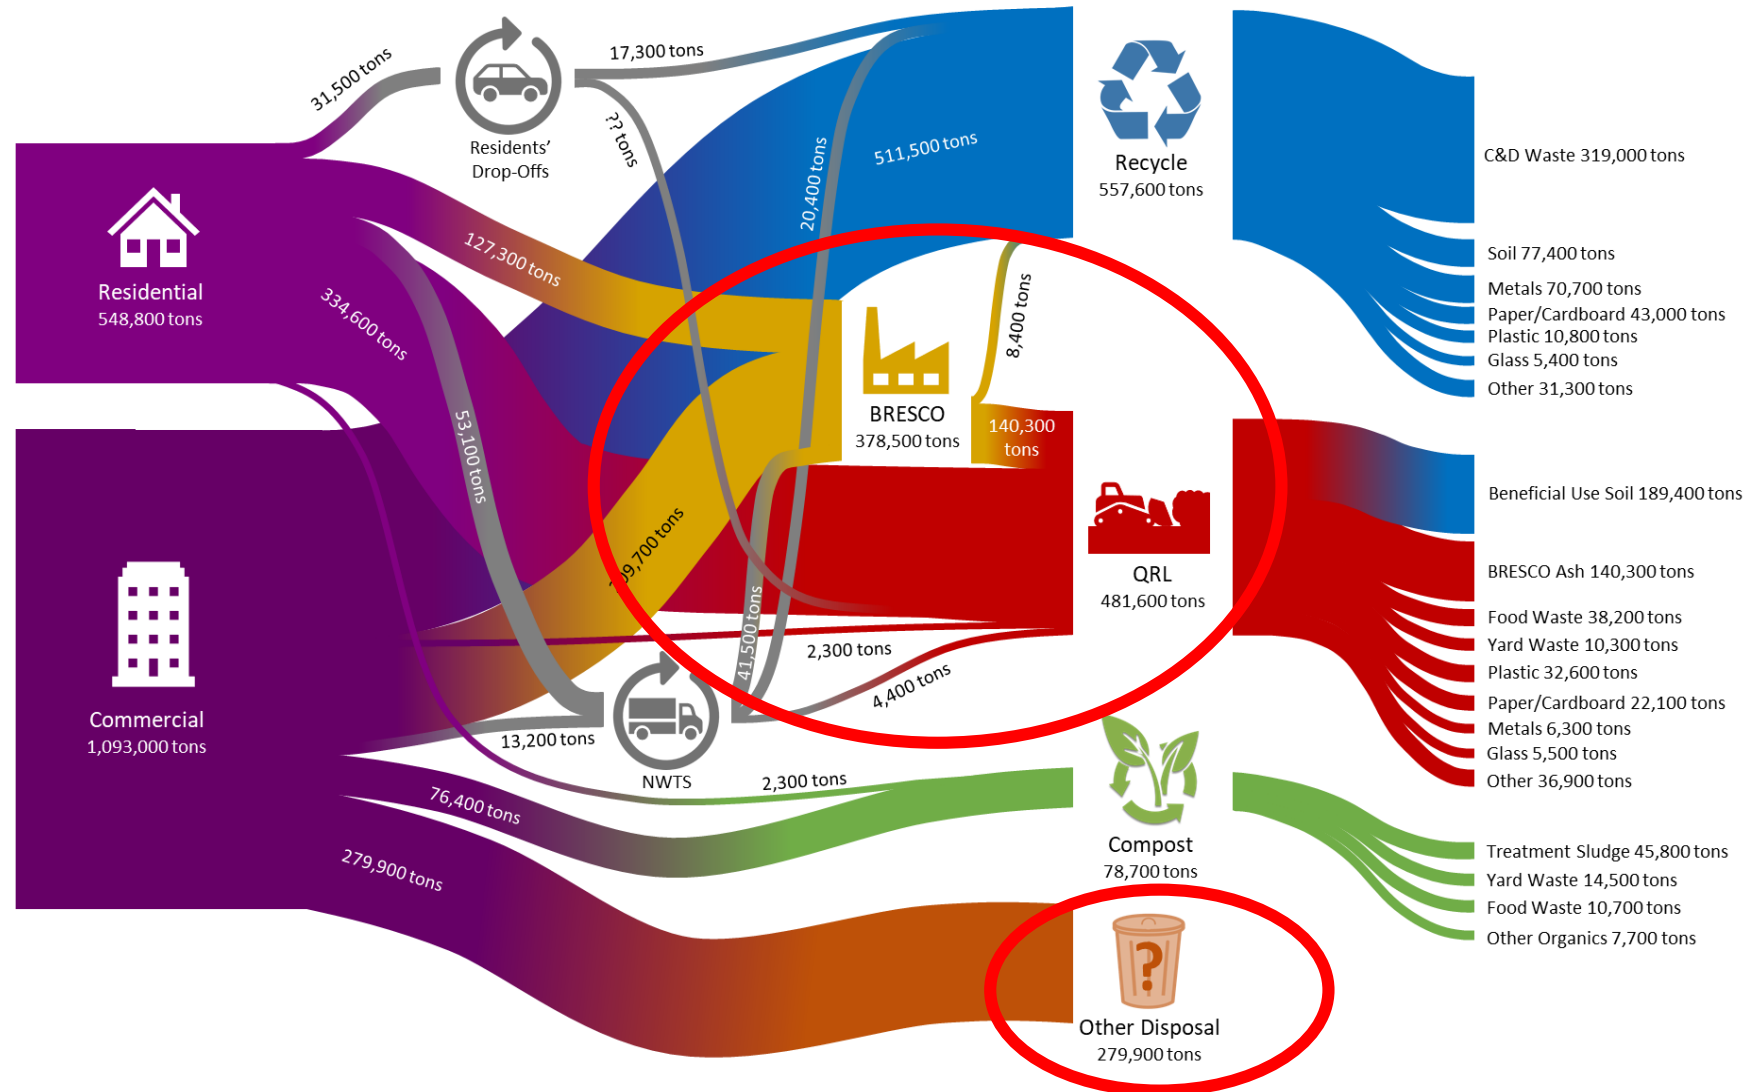 31,500 tons
17,300 tons
?? tons
Residents'
Drop-Offs
Residential
548,800 tons
127,300 tons
334,600 tons
53,100 tons
511,500 tons
20,400 tons
Recycle
557,600 tons
C&D Waste 319,000 tons
Soil 77,400 tons
Metals 70,700 tons
Paper/Cardboard 43,000 tons
Plastic 10,800 tons
Glass 5,400 tons
Other 31,300 tons
8,400 tons
BRESCO
378,500 tons
140,300
tons
QRL
481,600 tons
Beneficial Use Soil 189,400 tons
BRESCO Ash 140,300 tons
Food Waste 38,200 tons
Yard Waste 10,300 tons
Plastic 32,600 tons
Paper/Cardboard 22,100 tons
Metals 6,300 tons
Glass 5,500 tons
Other 36,900 tons
tons
41,500 tons
2,300 tons
4,400 tons
Commercial
1,093,000 tons
13,200 tons
NWTS
2,300 tons
76,400 tons
279,900 tons
Compost
78,700 tons
Treatment Sludge 45,800 tons
Yard Waste 14,500 tons
Food Waste 10,700 tons
Other Organics 7,700 tons
?
Other Disposal
279,900 tons